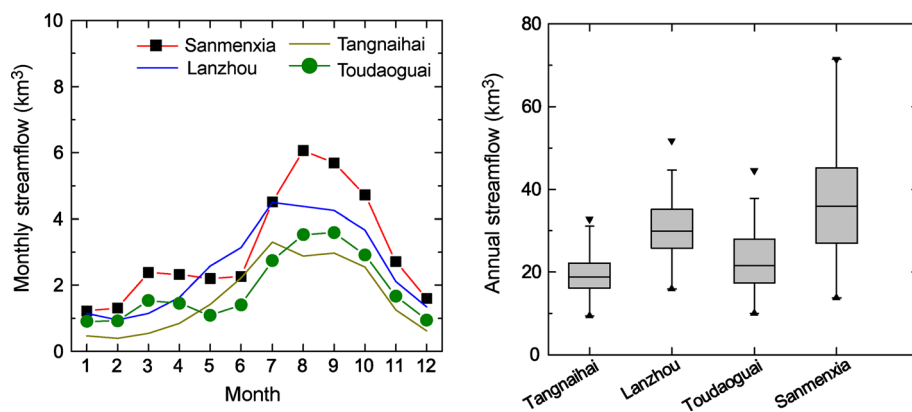 Monthly streamflow (km³)
10
8
6
4
2
0
Sanmenxia
Tangnaihai
Lanzhou
Toudaoguai
1 2 3 4 5 6 7 8 9 10 11 12
Month
Annual streamflow (km³)
80
60
40
20
0
Tangnaihai
Lanzhou
Toudaoguai
Sanmenxia